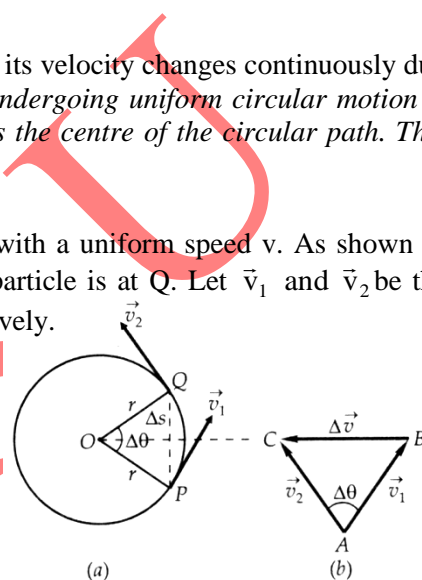 its velocity changes continuously du
ndergoing uniform circular motion
s the centre of the circular path. Th
with a uniform speed v. As shown
particle is at Q. Let v⃗₁ and v⃗₂ be th
vely.
v⃗₂
Q
r
Δs
v⃗₁
O
Δθ
r
P
(a)
Δv⃗
C
B
v⃗₂
Δθ
v⃗₁
A
(b)